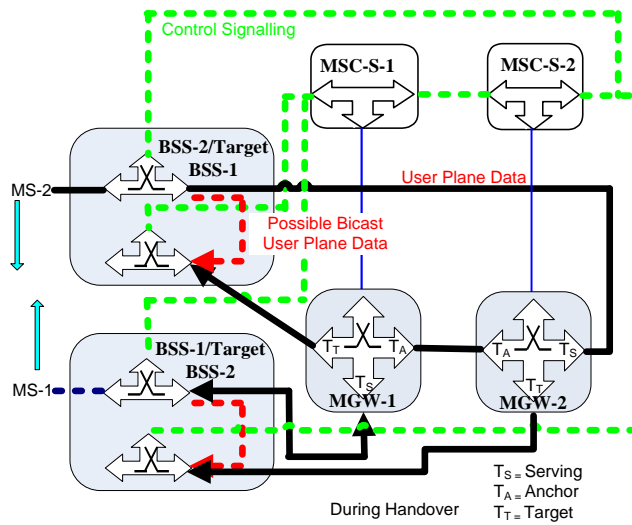 Control Signalling
MSC-S-1
MSC-S-2
BSS-2/Target
BSS-1
MS-2
User Plane Data
Possible Bicast
User Plane Data
BSS-1/Target
BSS-2
MS-1
TT
TA
TS
MGW-1
TA
TS
TT
MGW-2
During Handover
TS = Serving
TA = Anchor
TT = Target